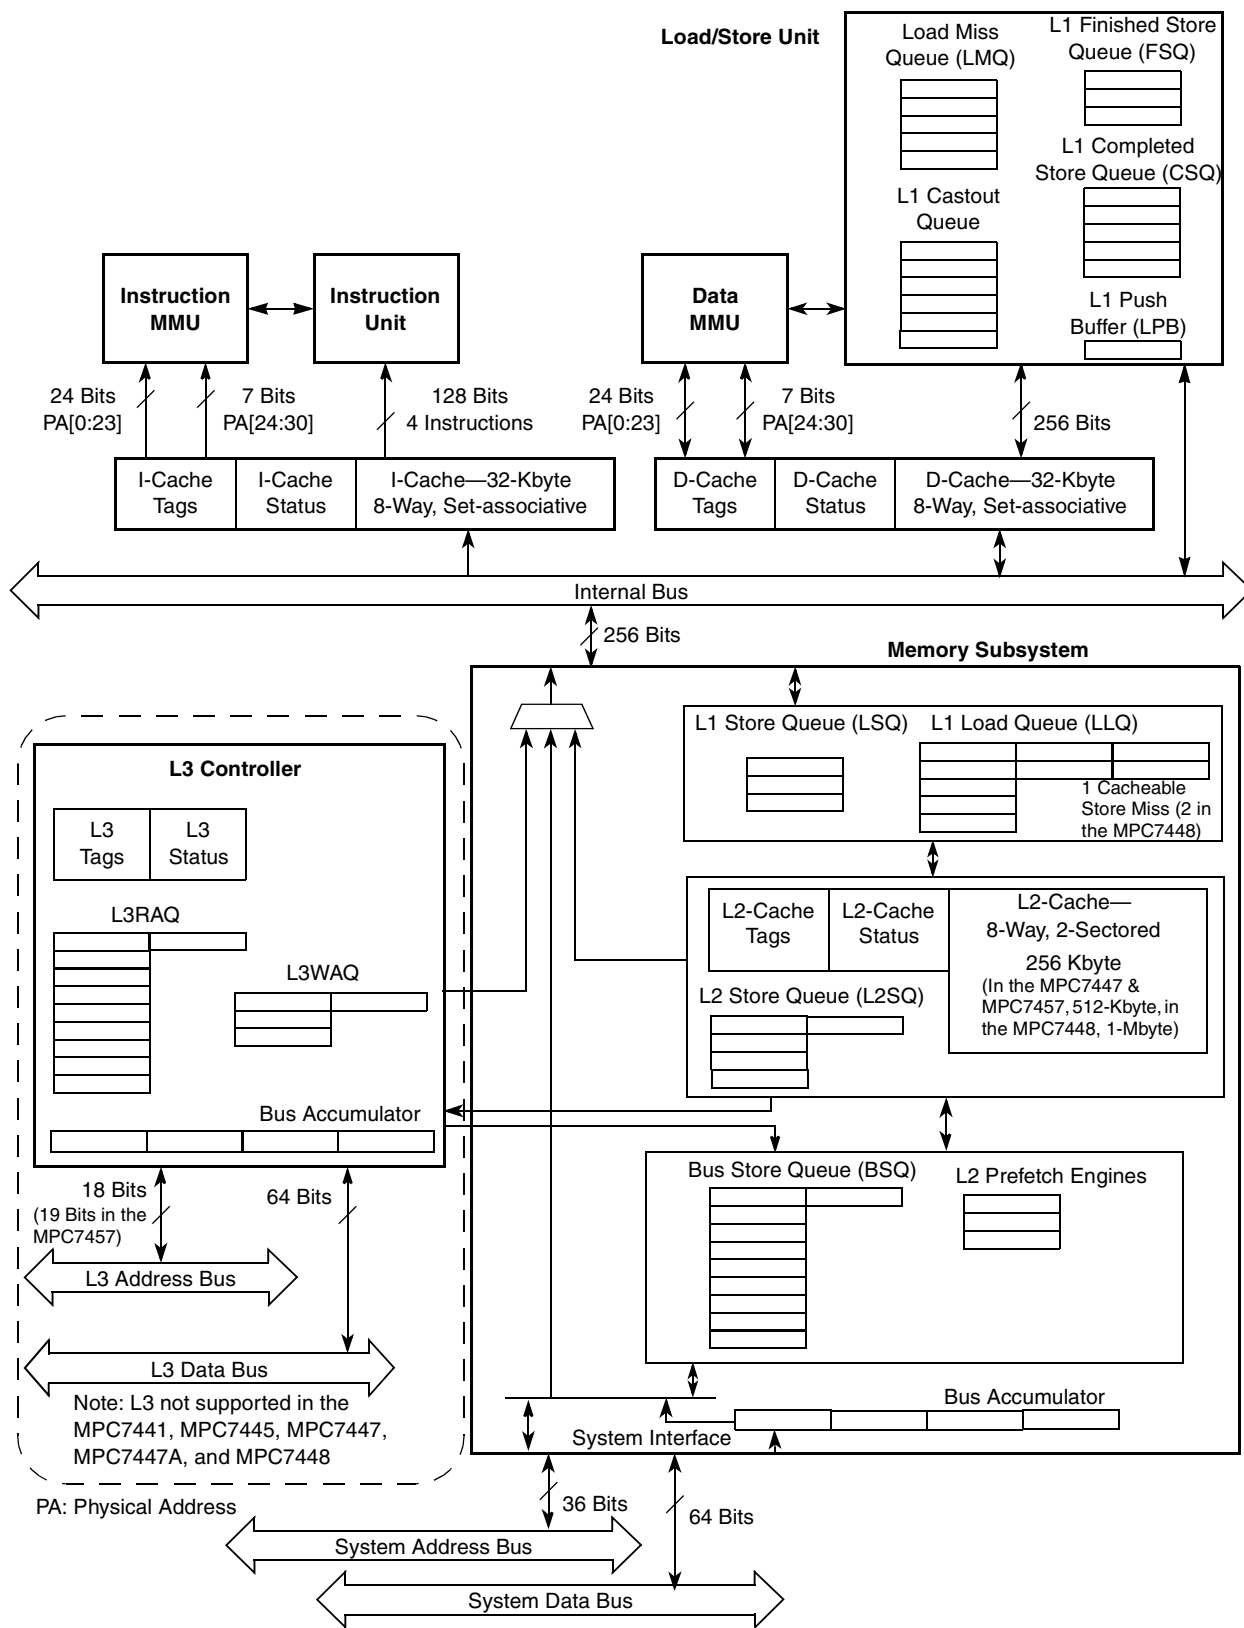 Load/Store Unit
Load Miss
Queue (LMQ)
L1 Finished Store
Queue (FSQ)
L1 Completed
Store Queue (CSQ)
L1 Castout
Queue
L1 Push
Buffer (LPB)
Instruction
MMU
Instruction
Unit
Data
MMU
24 Bits
PA[0:23]
7 Bits
PA[24:30]
128 Bits
4 Instructions
24 Bits
PA[0:23]
7 Bits
PA[24:30]
256 Bits
I-Cache
Tags
I-Cache
Status
I-Cache—32-Kbyte
8-Way, Set-associative
D-Cache
Tags
D-Cache
Status
D-Cache—32-Kbyte
8-Way, Set-associative
Internal Bus
256 Bits
Memory Subsystem
L1 Store Queue (LSQ)
L1 Load Queue (LLQ)
1 Cacheable
Store Miss (2 in
the MPC7448)
L3 Controller
L3
Tags
L3
Status
L3RAQ
L3WAQ
Bus Accumulator
L2-Cache
Tags
L2-Cache
Status
L2-Cache—
8-Way, 2-Sectored
256 Kbyte
(In the MPC7447 &
MPC7457, 512-Kbyte, in
the MPC7448, 1-Mbyte)
L2 Store Queue (L2SQ)
Bus Store Queue (BSQ)
L2 Prefetch Engines
18 Bits
(19 Bits in the
MPC7457)
64 Bits
L3 Address Bus
L3 Data Bus
Note: L3 not supported in the
MPC7441, MPC7445, MPC7447,
MPC7447A, and MPC7448
Bus Accumulator
System Interface
PA: Physical Address
36 Bits
64 Bits
System Address Bus
System Data Bus